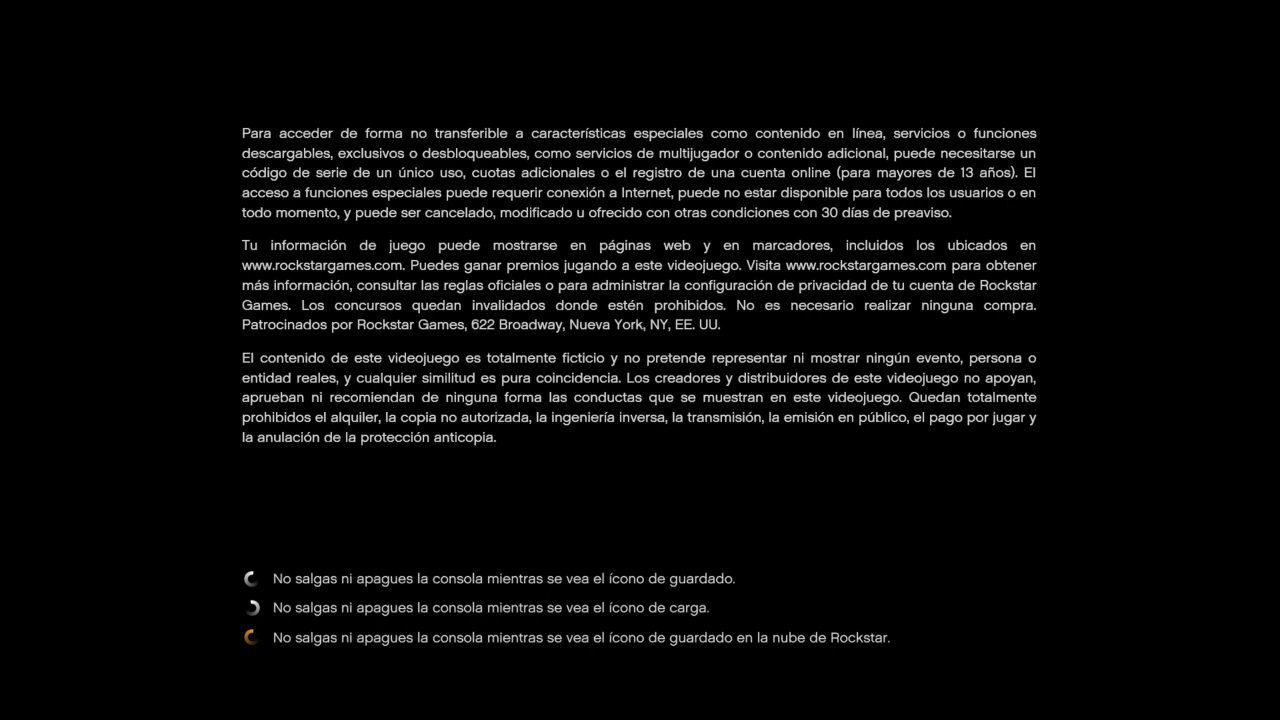 Para acceder de forma no transferible a características especiales como contenido en línea, servicios o funciones
descargables, exclusivos o desbloqueables, como servicios de multijugador o contenido adicional, puede necesitarse un
código de serie de un único uso, cuotas adicionales o el registro de una cuenta online (para mayores de 13 años). El
acceso a funciones especiales puede requerir conexión a Internet, puede no estar disponible para todos los usuarios o en
todo momento, y puede ser cancelado, modificado u ofrecido con otras condiciones con 30 días de preaviso.
Tu información de juego puede mostrarse en páginas web y en marcadores, incluidos los ubicados en
www.rockstargames.com. Puedes ganar premios jugando a este videojuego. Visita www.rockstargames.com para obtener
más información, consultar las reglas oficiales o para administrar la configuración de privacidad de tu cuenta de Rockstar
Games. Los concursos quedan invalidados donde estén prohibidos. No es necesario realizar ninguna compra.
Patrocinados por Rockstar Games, 622 Broadway, Nueva York, NY, EE. UU.
El contenido de este videojuego es totalmente ficticio y no pretende representar ni mostrar ningún evento, persona o
entidad reales, y cualquier similitud es pura coincidencia. Los creadores y distribuidores de este videojuego no apoyan,
aprueban ni recomiendan de ninguna forma las conductas que se muestran en este videojuego. Quedan totalmente
prohibidos el alquiler, la copia no autorizada, la ingeniería inversa, la transmisión, la emisión en público, el pago por jugar y
la anulación de la protección anticopia.
No salgas ni apagues la consola mientras se vea el ícono de guardado.
No salgas ni apagues la consola mientras se vea el ícono de carga.
No salgas ni apagues la consola mientras se vea el ícono de guardado en la nube de Rockstar.